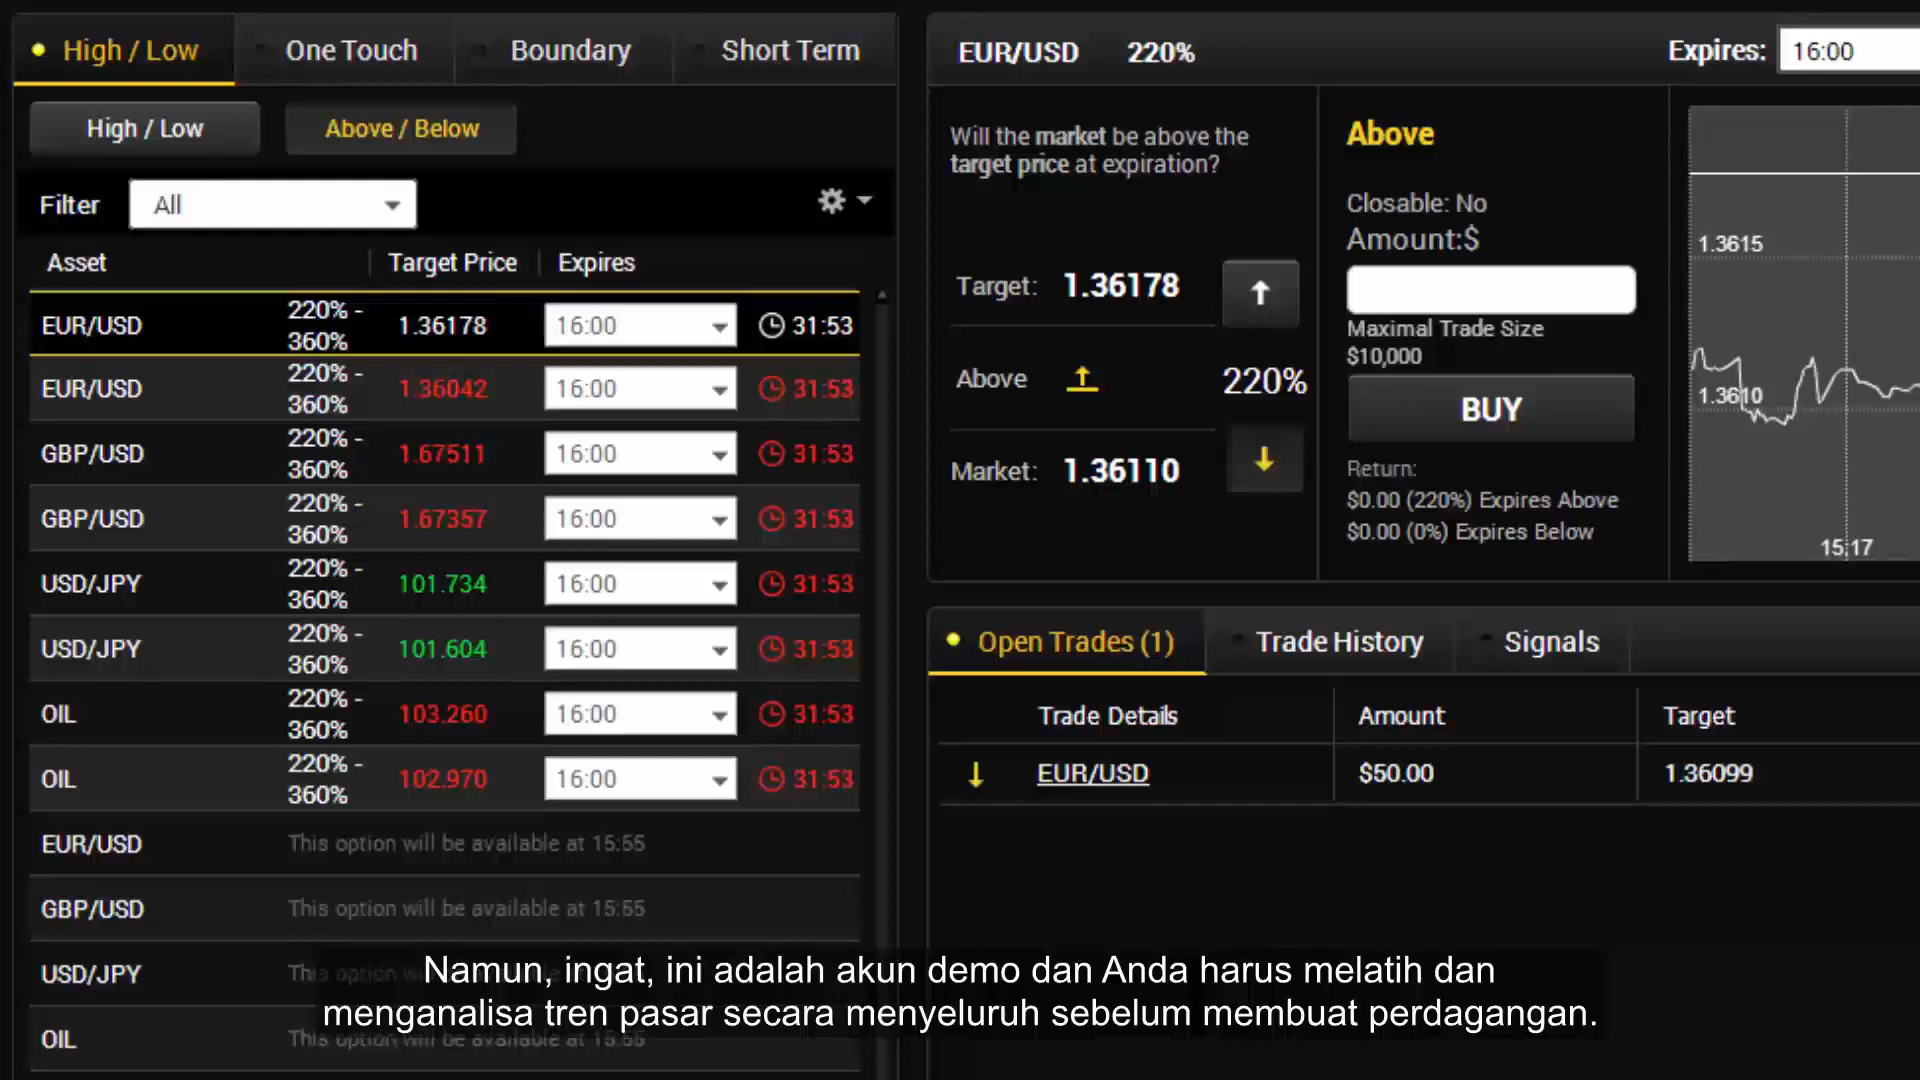 High / Low
One Touch
Boundary
Short Term
High / Low
Above / Below
Filter
All
Asset
Target Price
Expires
EUR/USD 220% - 360% 1.36178 16:00 31:53
EUR/USD 220% - 360% 1.36042 16:00 31:53
GBP/USD 220% - 360% 1.67511 16:00 31:53
GBP/USD 220% - 360% 1.67357 16:00 31:53
USD/JPY 220% - 360% 101.734 16:00 31:53
USD/JPY 220% - 360% 101.604 16:00 31:53
OIL 220% - 360% 103.260 16:00 31:53
OIL 220% - 360% 102.970 16:00 31:53
EUR/USD This option will be available at 15:55
GBP/USD This option will be available at 15:55
USD/JPY
OIL This option will be available at 15:55
EUR/USD 220%
Expires: 16:00
Will the market be above the
target price at expiration?
Target: 1.36178
Above 220%
Market: 1.36110
Above
Closable: No
Amount:$
Maximal Trade Size
$10,000
BUY
Return:
$0.00 (220%) Expires Above
$0.00 (0%) Expires Below
1.3615
1.3610
15:17
Open Trades (1)
Trade History
Signals
Trade Details
Amount
Target
EUR/USD
$50.00
1.36099
Namun, ingat, ini adalah akun demo dan Anda harus melatih dan
menganalisa tren pasar secara menyeluruh sebelum membuat perdagangan.